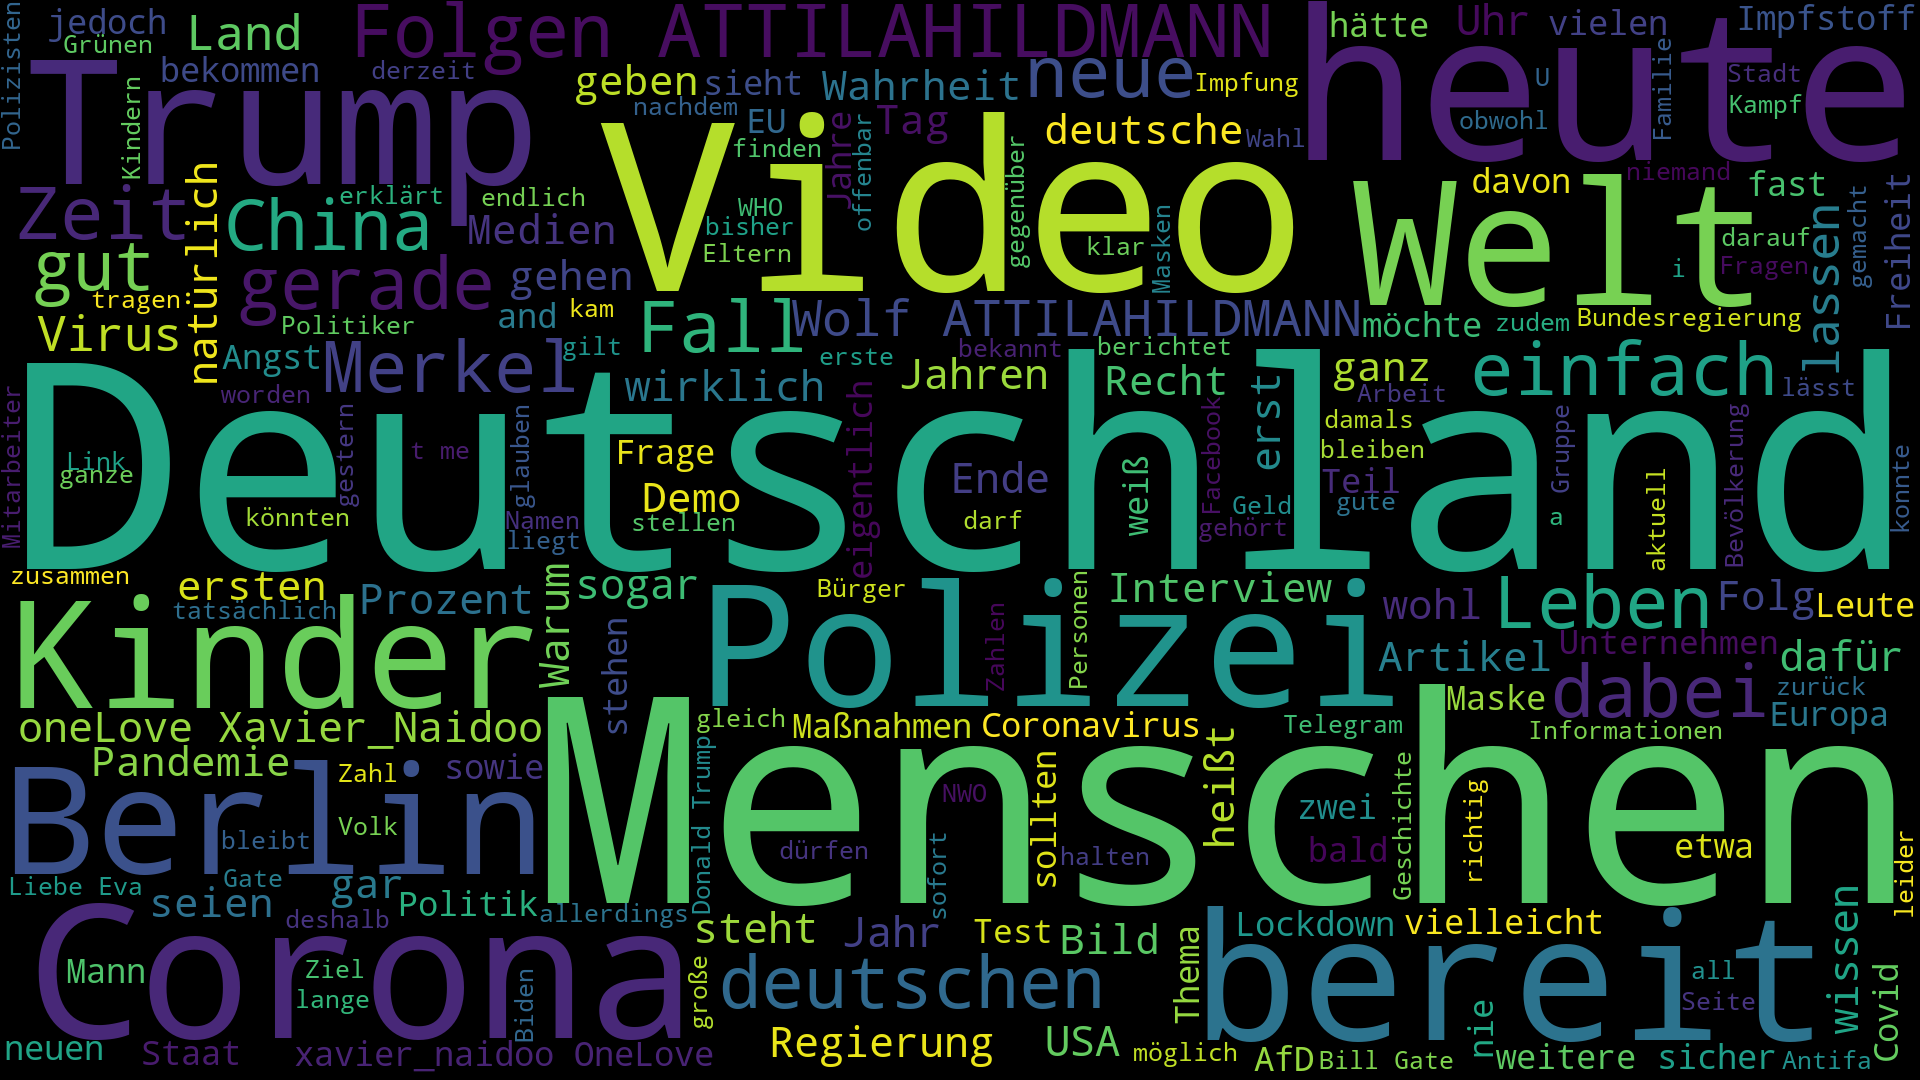 Polizisten
jedoch
Grünen
Land
Folgen ATTILAHILDMANN
heute
hätte
Uhr
vielen
Impfstoff
Trump
bekommen
derzeit
Kindern
geben
sieht
nachdem
Wahrheit
neue
Impfung
EU
finden
Jahre
offenbar
Tag
gegenüber
deutsche
Wahl
U
obwohl
Familie
Stadt
Kampf
Video
Welt
niemand
davon
fast
Zeit
natürlich
China
erklärt
endlich
Medien
WHO
bisher
Eltern
klar
Masken
darauf
i
Fragen
lassen
gemacht
Freiheit
gut
tragen
gerade
gehen
Virus
Politiker
and
kam
Fall
Wolf ATTILAHILDMANN
möchte
zudem
Bundesregierung
Angst
Merkel
gilt
erste
bekannt
berichtet
worden
wirklich
Jahren
Recht
erst
ganz
einfach
Arbeit
lässt
Deutschland
Mitarbeiter
Link
ganze
gestern
t me
glauben
Frage
Demo
eigentlich
Ende
weiß
Facebook
damals
bleiben
Teil
Gruppe
aktuell
Bevölkerung
konnte
könnten
Namen
liegt
stellen
darf
gehört
Geld
gute
a
zusammen
ersten
tatsächlich
Prozent
Warum
sogar
Bürger
Zahlen
Personen
Interview
wohl
Leben
Folg
Leute
Kinder
stehen
Polizei
Artikel
Unternehmen
dafür
oneLove Xavier_Naidoo
gleich
Maßnahmen
Coronavirus
Telegram
Maske
dabei
zurück
Europa
Informationen
Pandemie
Zahl
sowie
Menschen
Berlin
bleibt
Volk
Donald Trump
NWO
dürfen
sofort
sollten
halten
heißt
zwei
bald
Geschichte
richtig
etwa
leider
Liebe Eva
Gate
seien
gar
deshalb
Politik
allerdings
steht
Jahr
Test
Bild
Thema
Lockdown
vielleicht
wissen
Corona
Mann
Ziel
lange
Biden
große
deutschen
bereit
all
Seite
Covid
neuen
Staat
xavier_naidoo OneLove
Regierung
USA
möglich
AfD
Bill Gate
nie
weitere
sicher
Antifa